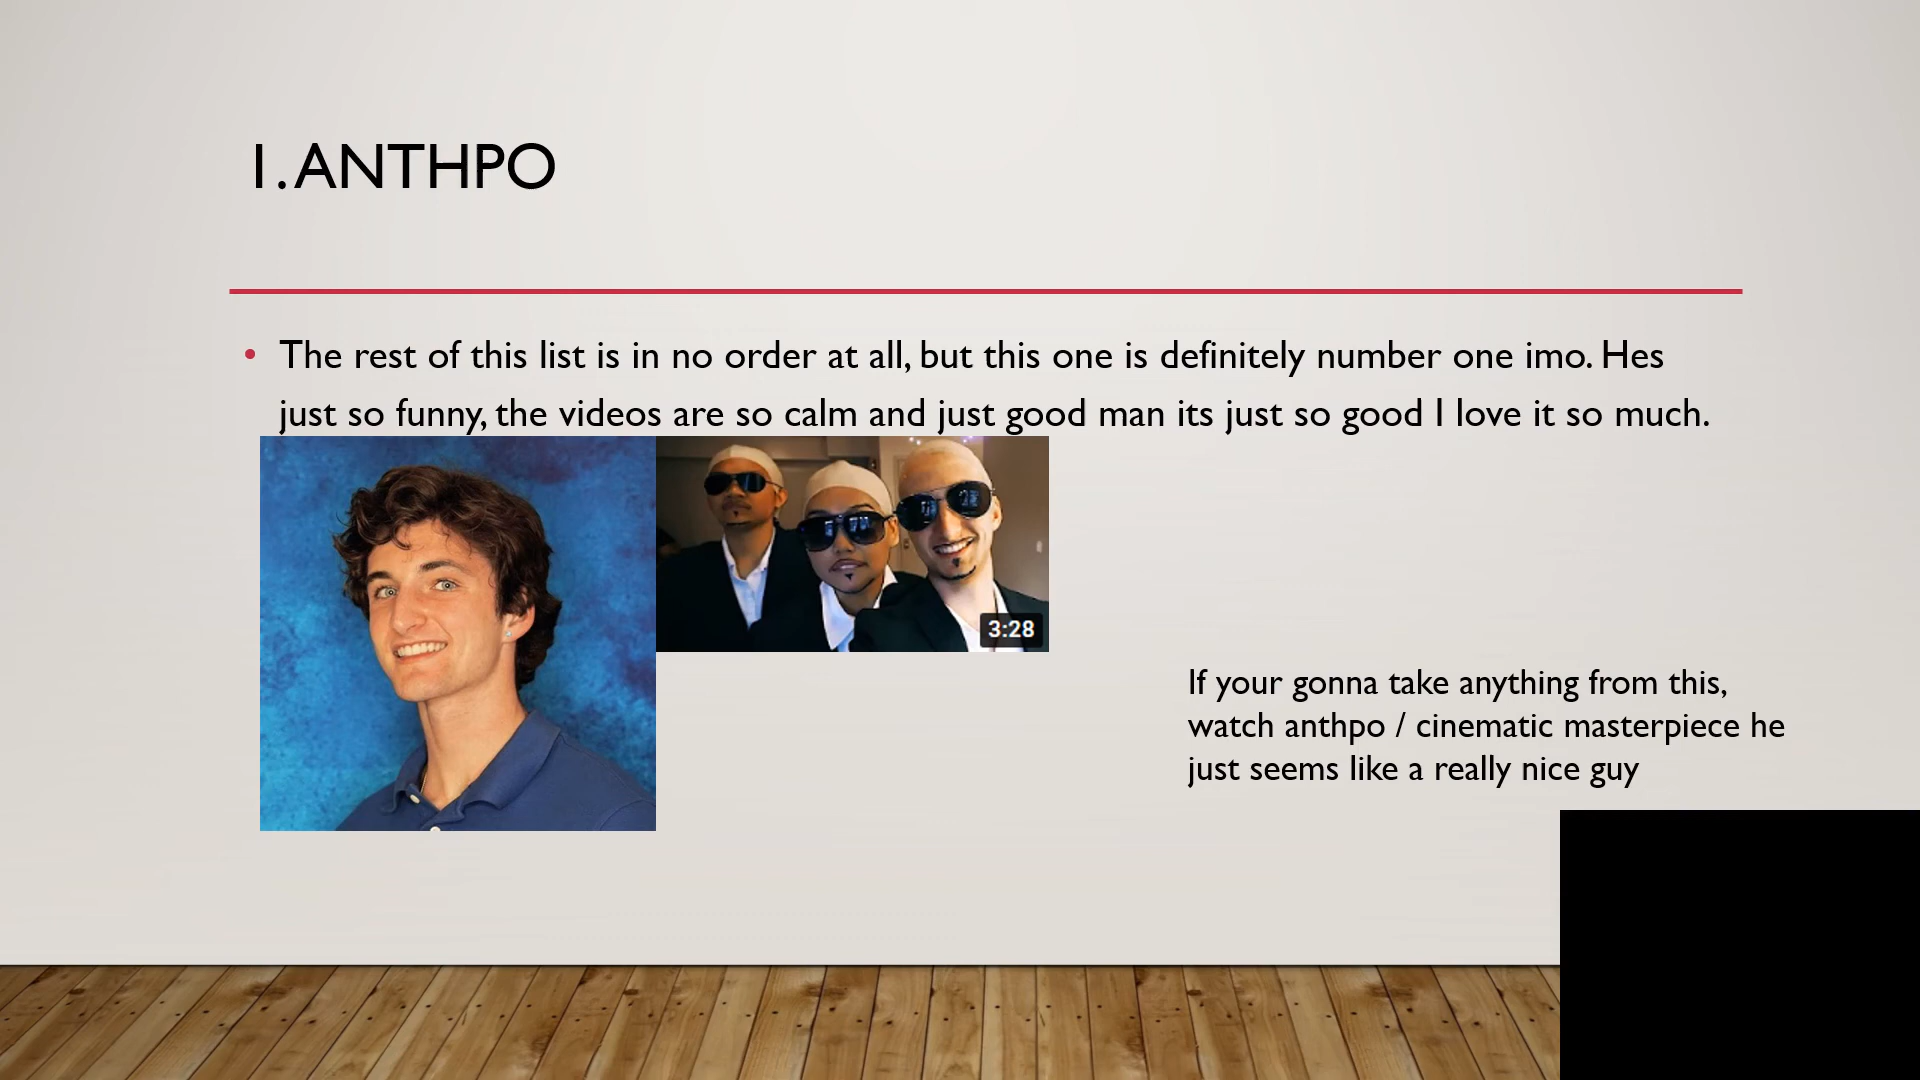 1. ANTHPO
The rest of this list is in no order at all, but this one is definitely number one imo. Hes
just so funny, the videos are so calm and just good man its just so good I love it so much.
3:28
If your gonna take anything from this,
watch anthpo / cinematic masterpiece he
just seems like a really nice guy